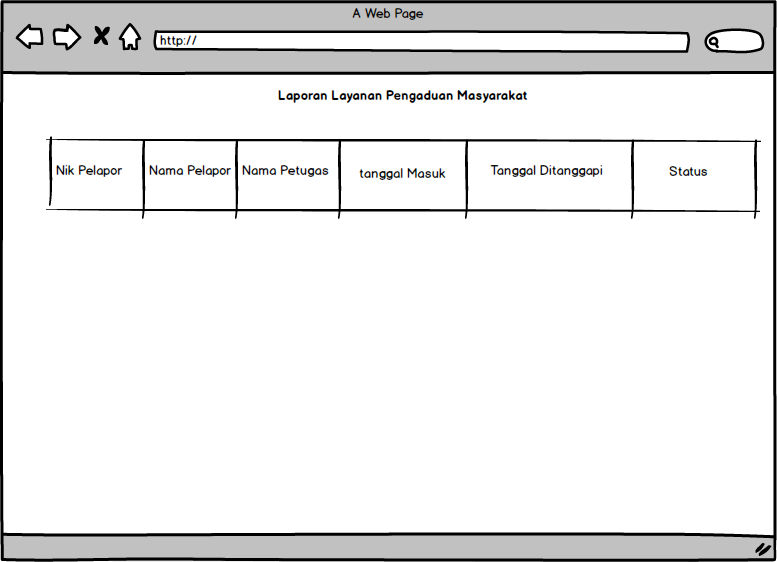 A Web Page
http://
Laporan Layanan Pengaduan Masyarakat
Nik Pelapor Nama Pelapor Nama Petugas tanggal Masuk Tanggal Ditanggapi Status